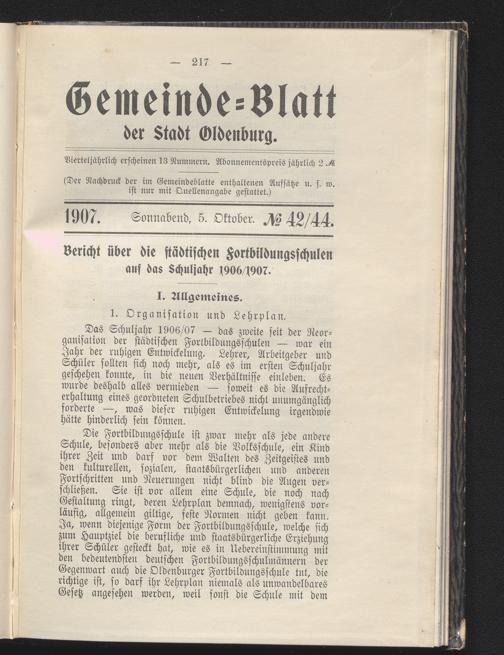 — 217 —
Gemeinde-Blatt
der Stadt Oldenburg.
Vierteljährlich erscheinen 13 Nummern. Abonnementspreis jährlich 2 ℳ
(Der Nachdruck der im Gemeindeblatte enthaltenen Aufsätze u. s. w.
ist nur mit Quellenangabe gestattet.)
1907. Sonnabend, 5. Oktober. № 42/44.
Bericht über die städtischen Fortbildungsschulen
auf das Schuljahr 1906/1907.
I. Allgemeines.
1. Organisation und Lehrplan.
Das Schuljahr 1906/07 — das zweite seit der Reor-
ganisation der städtischen Fortbildungsschulen — war ein
Jahr der ruhigen Entwickelung. Lehrer, Arbeitgeber und
Schüler sollten sich noch mehr, als es im ersten Schuljahr
geschehen konnte, in die neuen Verhältnisse einleben. Es
wurde deshalb alles vermieden — soweit es die Aufrecht-
erhaltung eines geordneten Schulbetriebes nicht unumgänglich
forderte —, was dieser ruhigen Entwickelung irgendwie
hätte hinderlich sein können.
Die Fortbildungsschule ist zwar mehr als jede andere
Schule, besonders aber mehr als die Volksschule, ein Kind
ihrer Zeit und darf vor dem Walten des Zeitgeistes und
den kulturellen, sozialen, staatsbürgerlichen und anderen
Fortschritten und Neuerungen nicht blind die Augen ver-
schließen. Sie ist vor allem eine Schule, die noch nach
Gestaltung ringt, deren Lehrplan demnach, wenigstens vor-
läufig, allgemein giltige, feste Normen nicht geben kann.
Ja, wenn diejenige Form der Fortbildungsschule, welche sich
zum Hauptziel die berufliche und staatsbürgerliche Erziehung
ihrer Schüler gesteckt hat, wie es in Uebereinstimmung mit
den bedeutendsten deutschen Fortbildungsschulmännern der
Gegenwart auch die Oldenburger Fortbildungsschule tut, die
richtige ist, so darf ihr Lehrplan niemals als unwandelbares
Gesetz angesehen werden, weil sonst die Schule mit dem